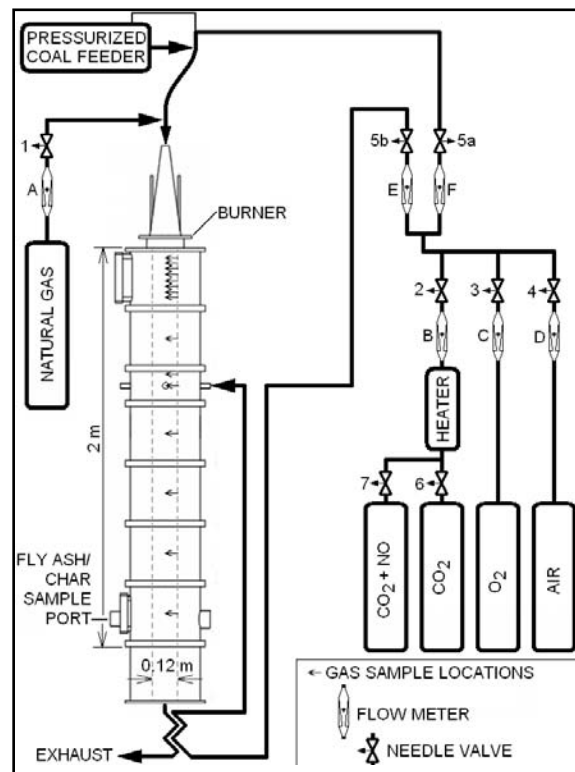 PRESSURIZED
COAL FEEDER
1
A
NATURAL GAS
BURNER
2 m
FLY ASH/
CHAR
SAMPLE
PORT
0.12 m
EXHAUST
5b
5a
E
F
2
3
4
B
C
D
HEATER
7
6
CO2 + NO
CO2
O2
AIR
GAS SAMPLE LOCATIONS
FLOW METER
NEEDLE VALVE